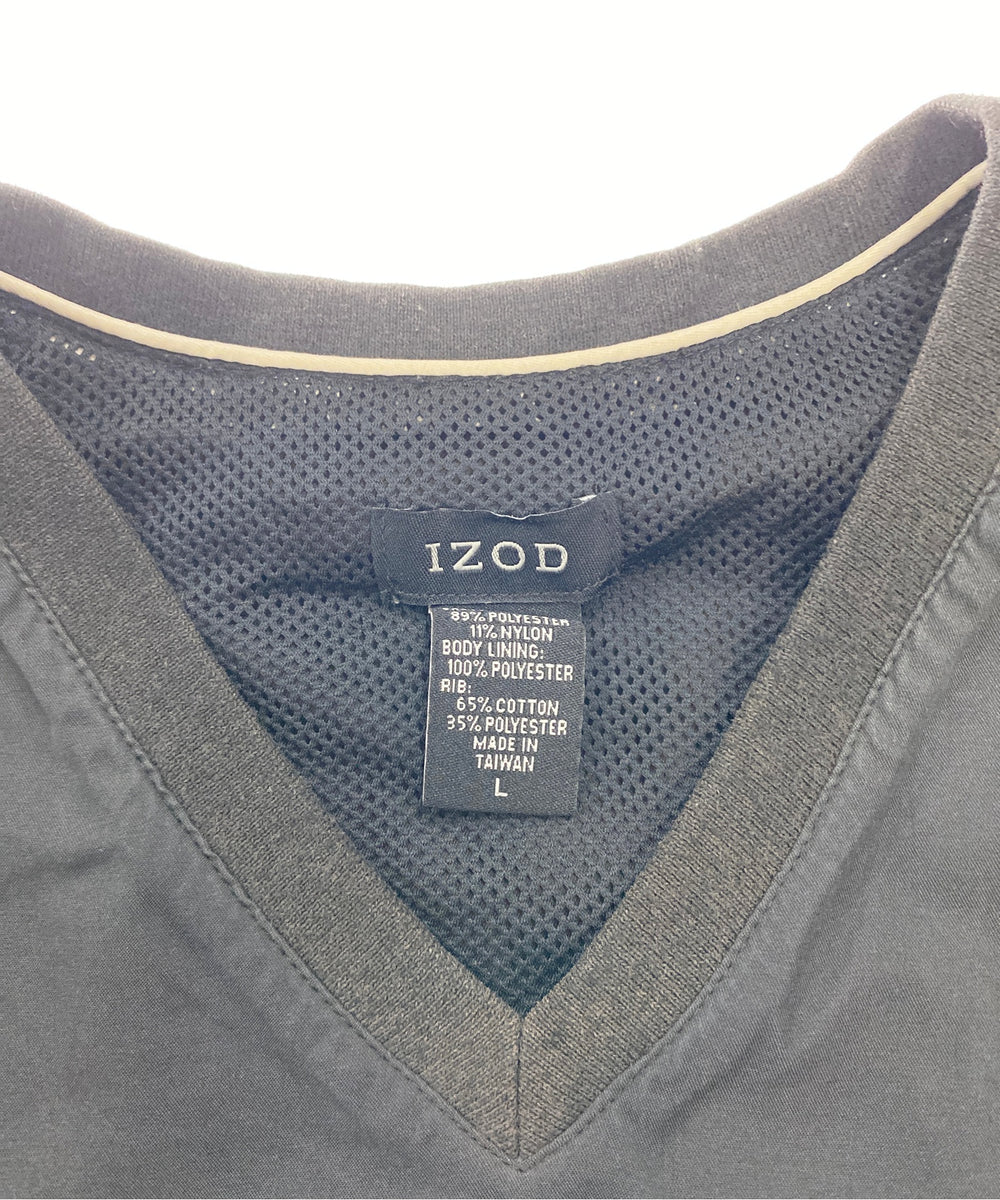 IZOD
89% POLYESTER
11% NYLON
BODY LINING:
100% POLYESTER
RIB:
65% COTTON
35% POLYESTER
MADE IN
TAIWAN
L